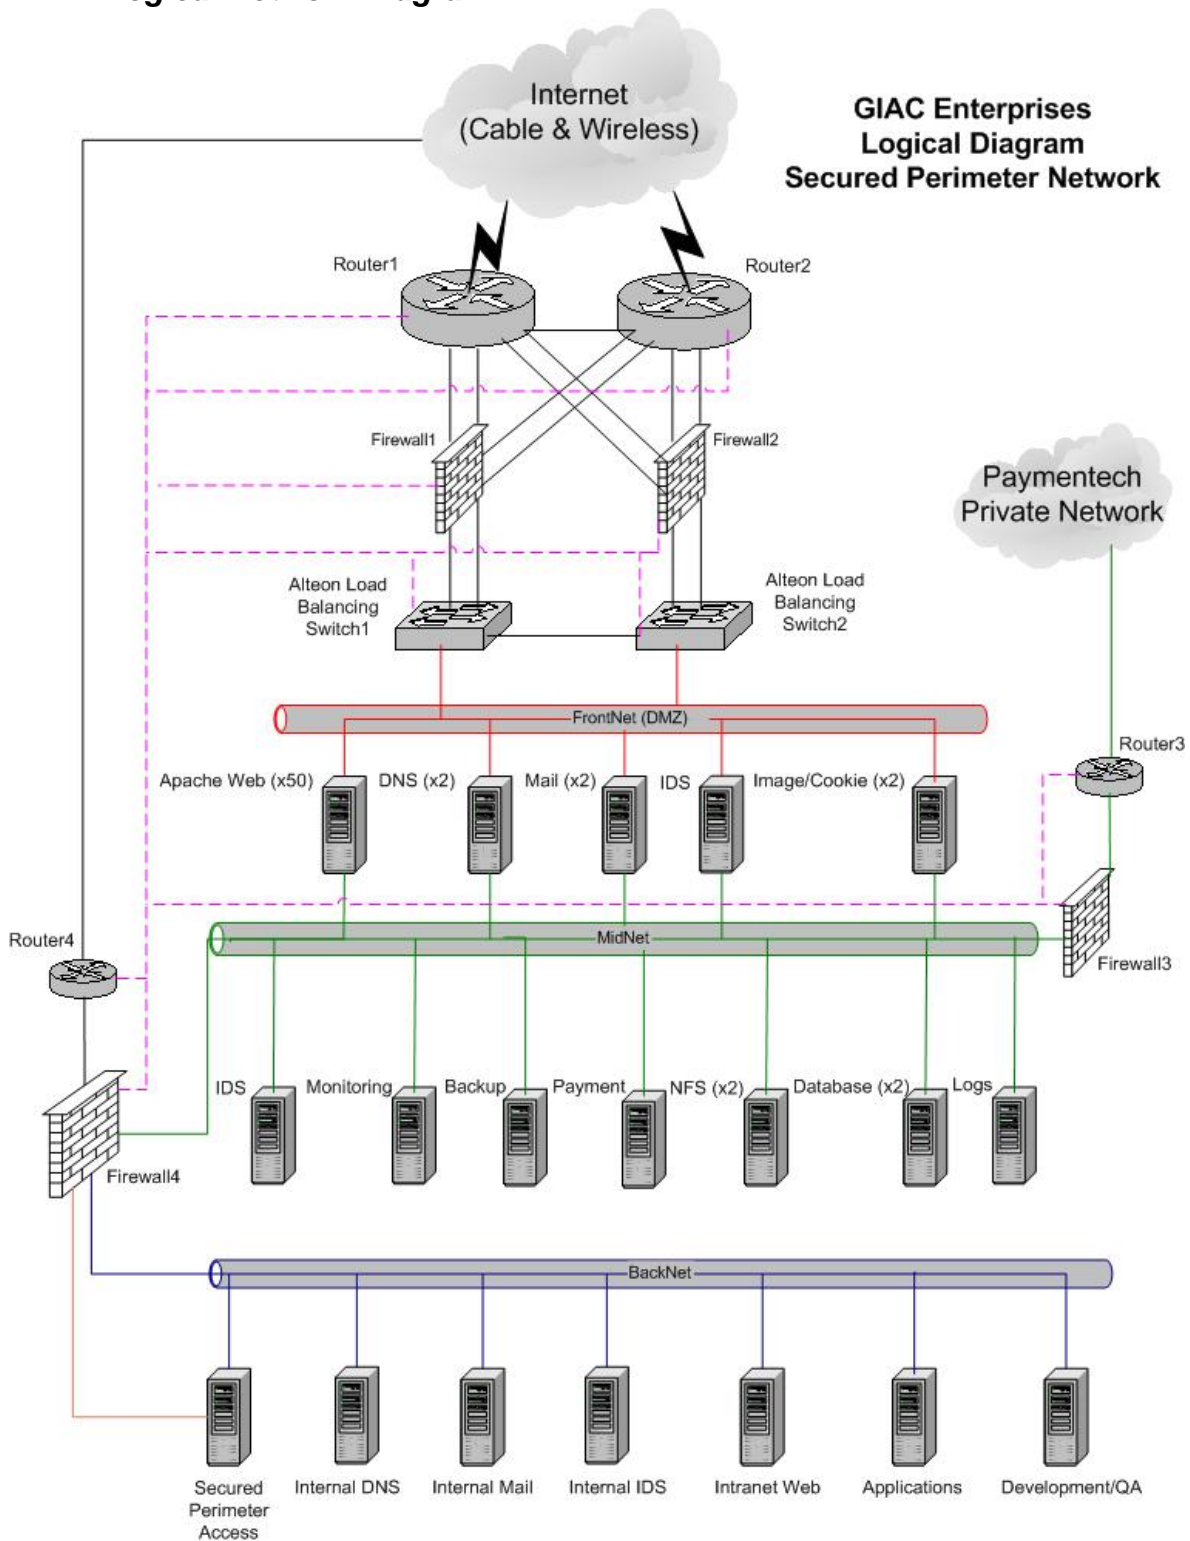 Internet
(Cable & Wireless)
GIAC Enterprises
Logical Diagram
Secured Perimeter Network
Router1
Router2
Firewall1
Firewall2
Paymentech
Private Network
Alteon Load
Balancing
Switch1
Alteon Load
Balancing
Switch2
FrontNet (DMZ)
Router3
Apache Web (x50)
DNS (x2)
Mail (x2)
IDS
Image/Cookie (x2)
Router4
MidNet
Firewall3
IDS
Monitoring
Backup
Payment
NFS (x2)
Database (x2)
Logs
Firewall4
BackNet
Secured
Perimeter
Access
Internal DNS
Internal Mail
Internal IDS
Intranet Web
Applications
Development/QA